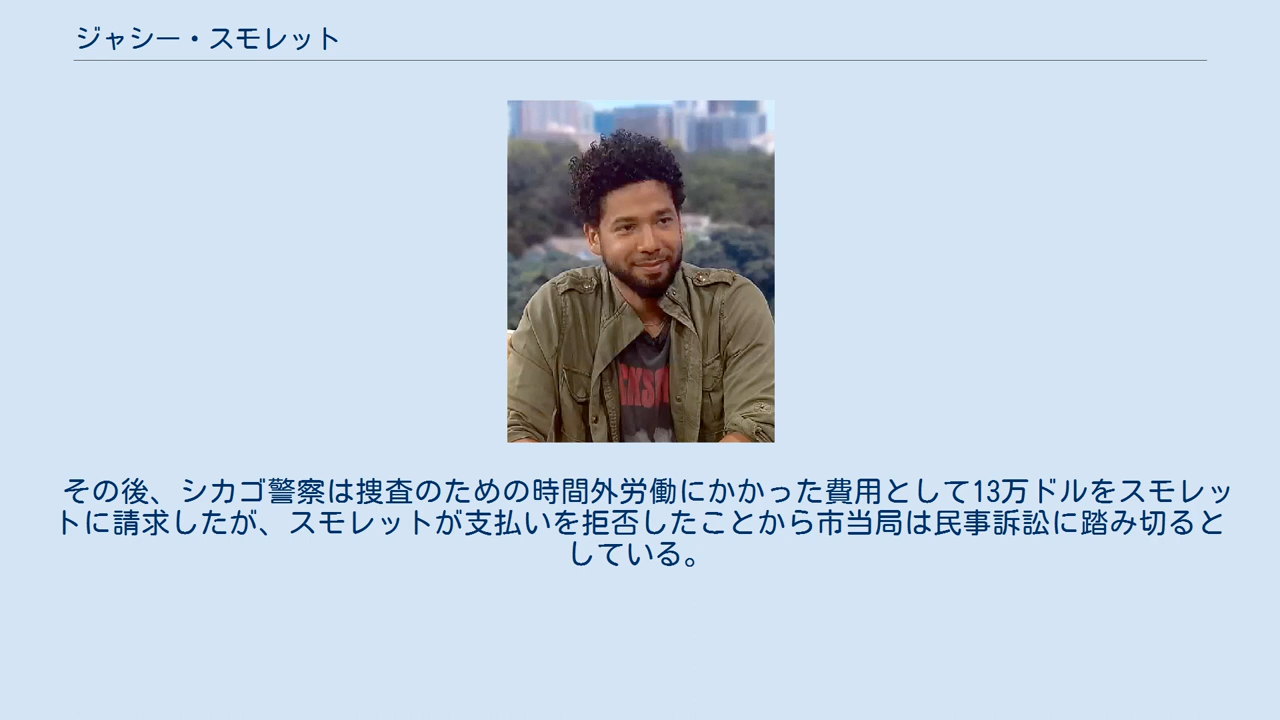 ジャシー・スモレット
その後、シカゴ警察は捜査のための時間外労働にかかった費用として13万ドルをスモレッ
トに請求したが、スモレットが支払いを拒否したことから市当局は民事訴訟に踏み切ると
している。